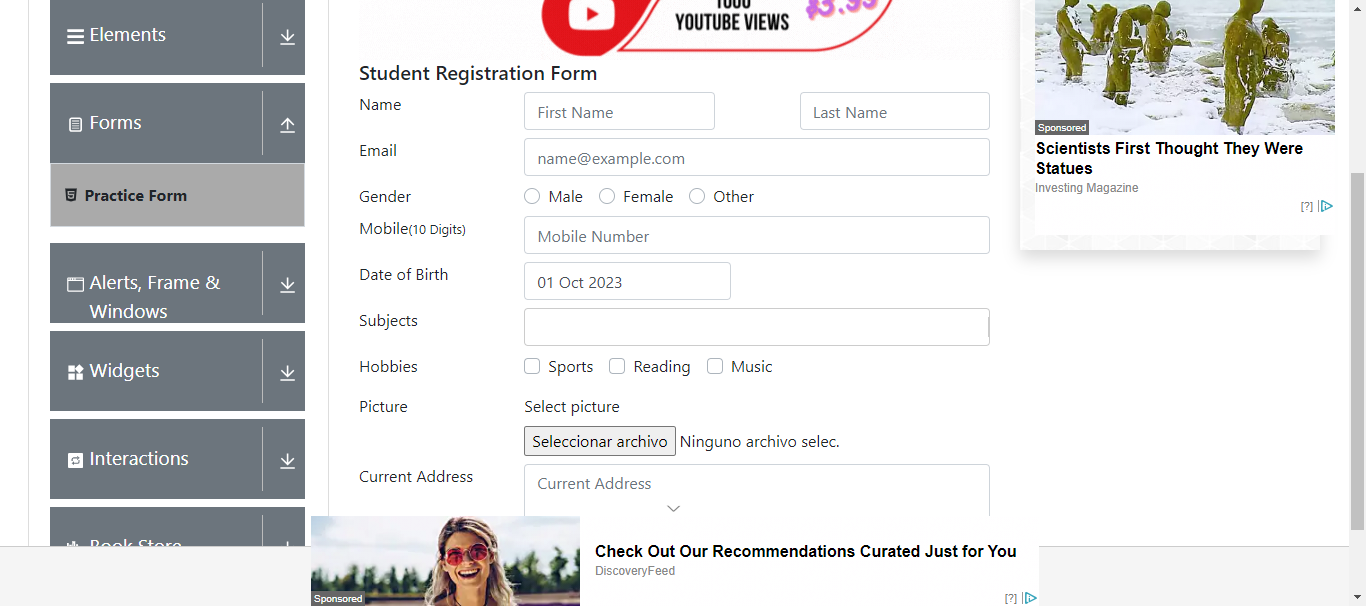 Elements
Forms
Practice Form
Alerts, Frame &
Windows
Widgets
Interactions
Book Store
1000
YOUTUBE VIEWS
$3.99
Student Registration Form
Name
First Name
Last Name
Email
name@example.com
Gender
Male
Female
Other
Mobile(10 Digits)
Mobile Number
Date of Birth
01 Oct 2023
Subjects
Hobbies
Sports
Reading
Music
Picture
Select picture
Seleccionar archivo
Ninguno archivo selec.
Current Address
Current Address
Sponsored
Scientists First Thought They Were
Statues
Investing Magazine
[?]
Sponsored
Check Out Our Recommendations Curated Just for You
DiscoveryFeed
[?]